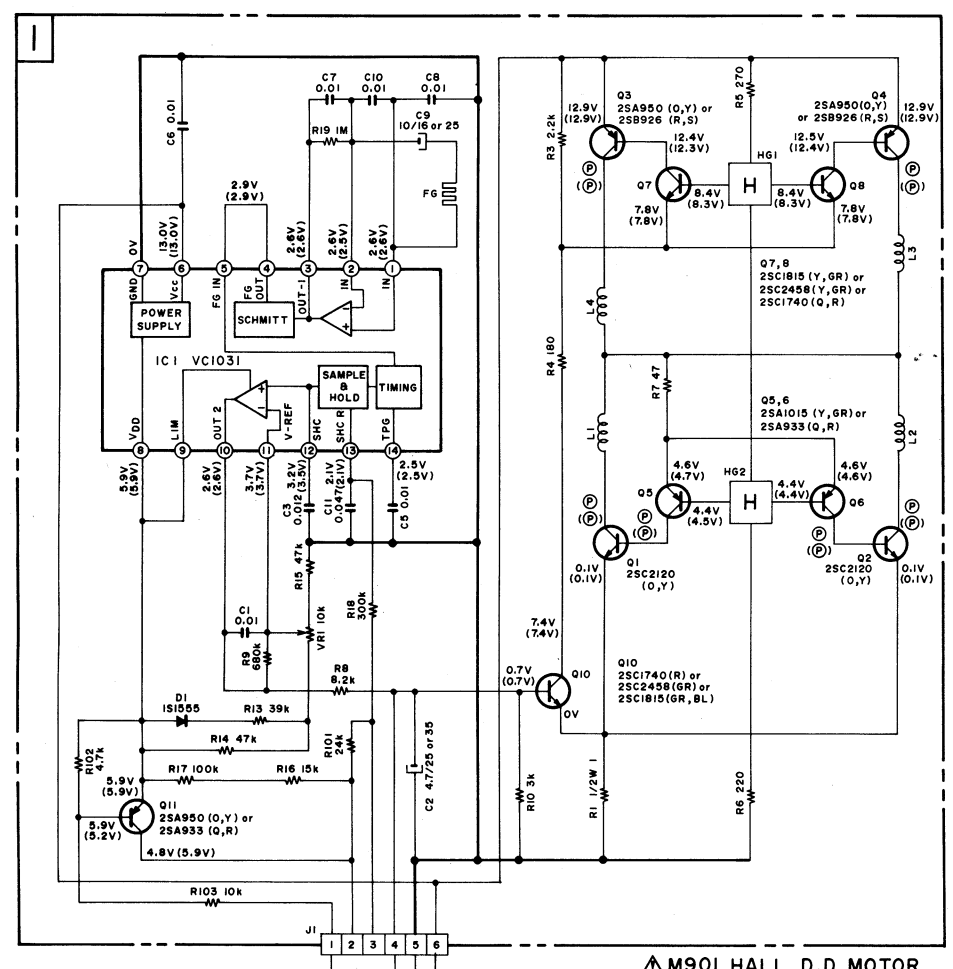 I
C6 0.01
C7
0.01
C10
0.01
C8
0.01
R19 1M
C9
10/16 or 25
FG
2.9V
(2.9V)
0V
13.0V
(13.0V)
2.6V
(2.6V)
2.6V
(2.5V)
2.6V
(2.6V)
7
6
5
4
3
2
1
GND
Vcc
FG IN
FG
OUT
OUT-1
IN
IN
POWER
SUPPLY
SCHMITT
-
+
IC1 VC1031
SAMPLE
&
HOLD
TIMING
+
-
VDD
LIM
OUT 2
V-REF
SHC
SHC R
TPG
8
9
10
11
12
13
14
5.9V
(5.9V)
2.6V
(2.6V)
3.7V
(3.7V)
3.2V
(3.5V)
2.1V
(2.1V)
2.5V
(2.5V)
C3
0.012
C11
0.047
C5 0.01
R15 47k
R18
300k
C1
0.01
VR1 10k
R9
680k
R8
8.2k
D1
1S1555
R13 39k
R14 47k
R101
24k
R102
4.7k
R17 100k
R16 15k
C2 4.7/25 or 35
5.9V
(5.9V)
Q11
2SA950 (O,Y) or
2SA933 (Q,R)
5.9V
(5.2V)
4.8V (5.9V)
R103 10k
J1
1 2 3 4 5 6
Q3
2SA950 (O,Y) or
2SB926 (R,S)
Q4
2SA950(O,Y)
or 2SB926 (R,S)
R5 270
12.9V
(12.9V)
12.9V
(12.9V)
R3 2.2k
12.4V
(12.3V)
12.5V
(12.4V)
HG1
H
P
(P)
P
(P)
Q7
8.4V
(8.3V)
8.4V
(8.3V)
Q8
7.8V
(7.8V)
7.8V
(7.8V)
L3
Q7,8
2SC1815 (Y,GR) or
2SC2458 (Y,GR) or
2SC1740 (Q,R)
L4
R4 180
R7 47
Q5,6
2SA1015 (Y,GR) or
2SA933 (Q,R)
L1
L2
4.6V
(4.7V)
HG2
H
4.6V
(4.6V)
Q5
4.4V
(4.5V)
4.4V
(4.4V)
Q6
P
(P)
P
(P)
P
(P)
P
(P)
0.1V
(0.1V)
Q1
2SC2120
(O,Y)
Q2
2SC2120
(O,Y)
0.1V
(0.1V)
7.4V
(7.4V)
0.7V
(0.7V)
Q10
0V
Q10
2SC1740 (R) or
2SC2458 (GR) or
2SC1815 (GR,BL)
R10 3k
R1 1/2W 1
R6 220
M901 HALL D.D MOTOR